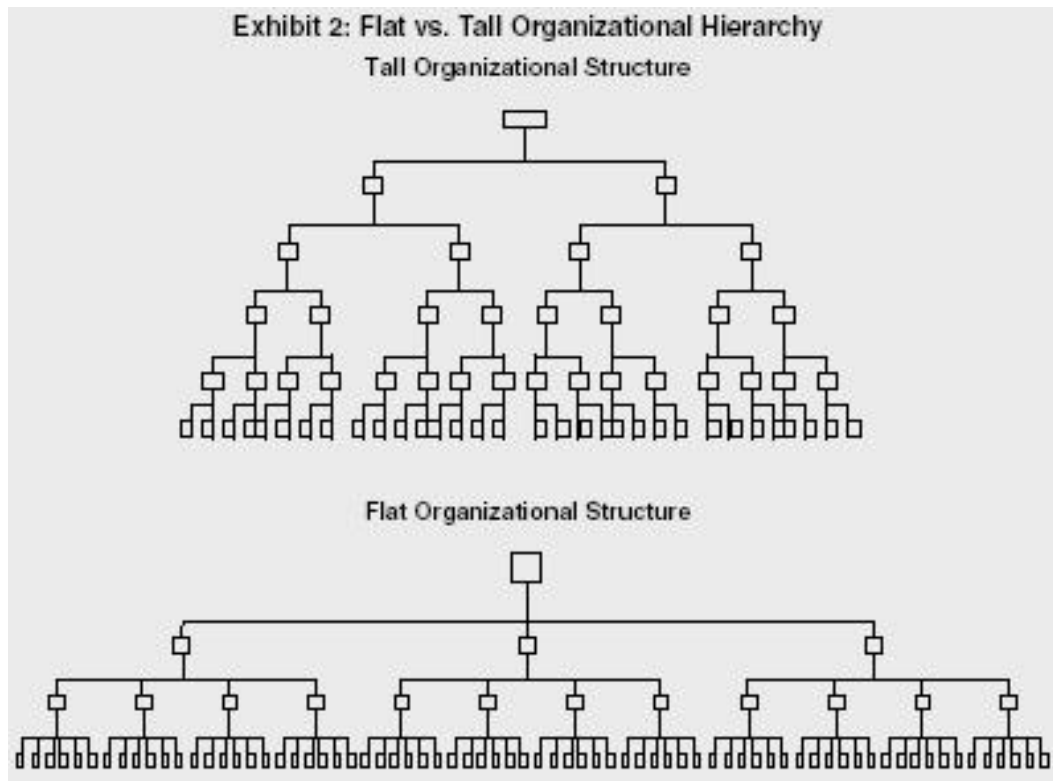 Exhibit 2: Flat vs. Tall Organizational Hierarchy
Tall Organizational Structure
Flat Organizational Structure